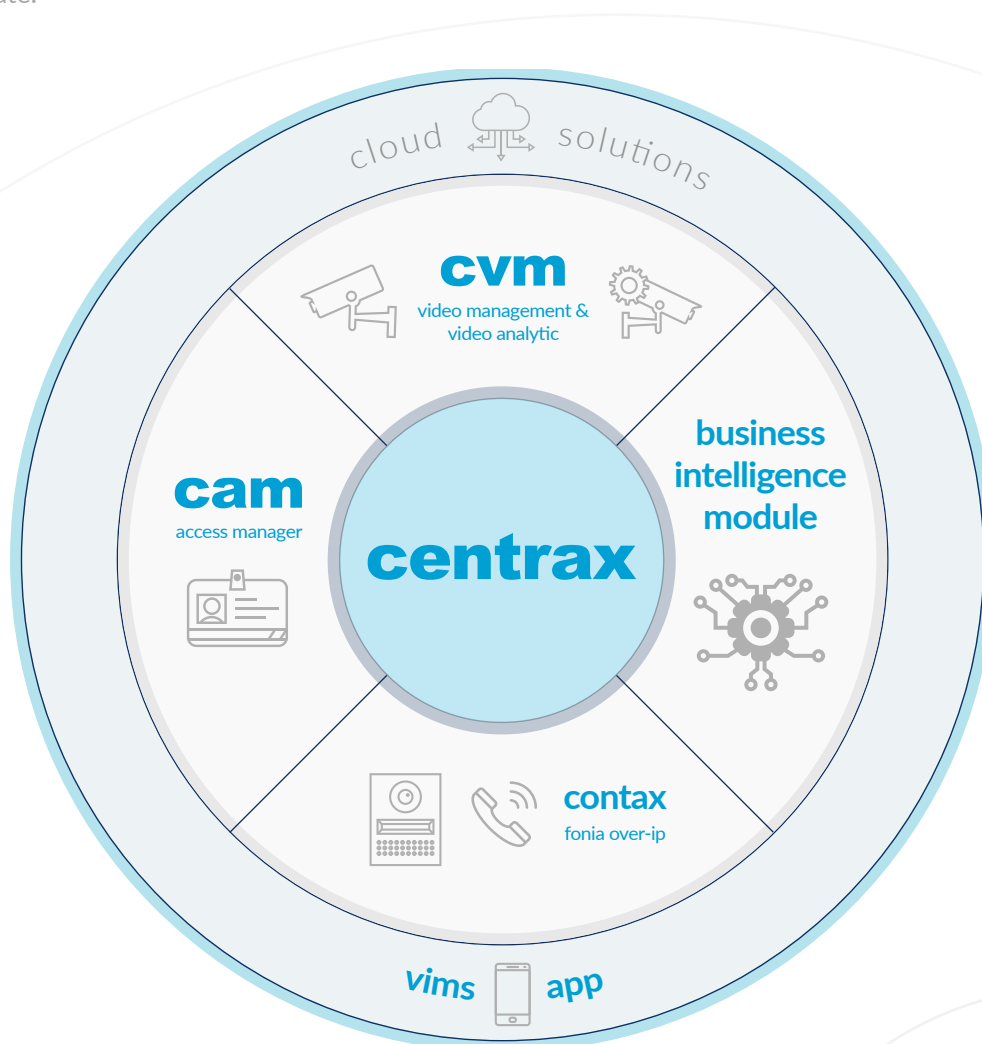 cloud solutions
cvm
video management &
video analytic
business
intelligence
module
cam
access manager
centrax
contax
fonia over-ip
vims app